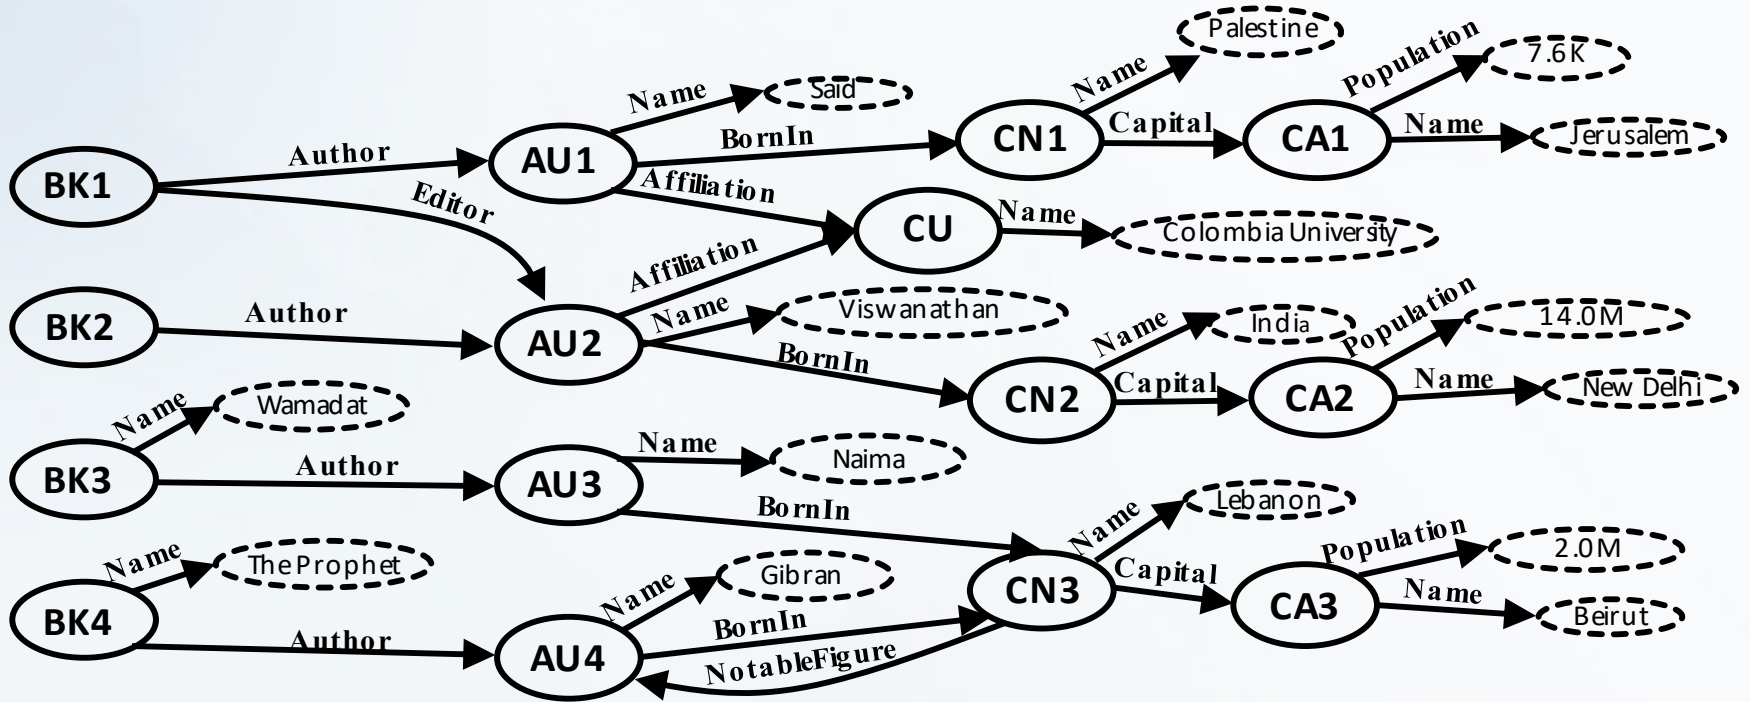 Palestine
7.6K
Population
Name
Name
Said
Name
BornIn
CN1
Capital
CA1
Name
Jerusalem
Author
AU1
BK1
Affiliation
Editor
CU
Name
Colombia University
Affiliation
BK2
Author
AU2
Name
Viswanathan
BornIn
Name
India
Population
14.0M
CN2
Capital
CA2
Name
New Delhi
Name
Wamadat
BK3
Author
AU3
Name
Naima
BornIn
Name
Lebanon
Population
2.0M
Name
The Prophet
BK4
Author
AU4
Name
Gibran
BornIn
NotableFigure
CN3
Capital
CA3
Name
Beirut